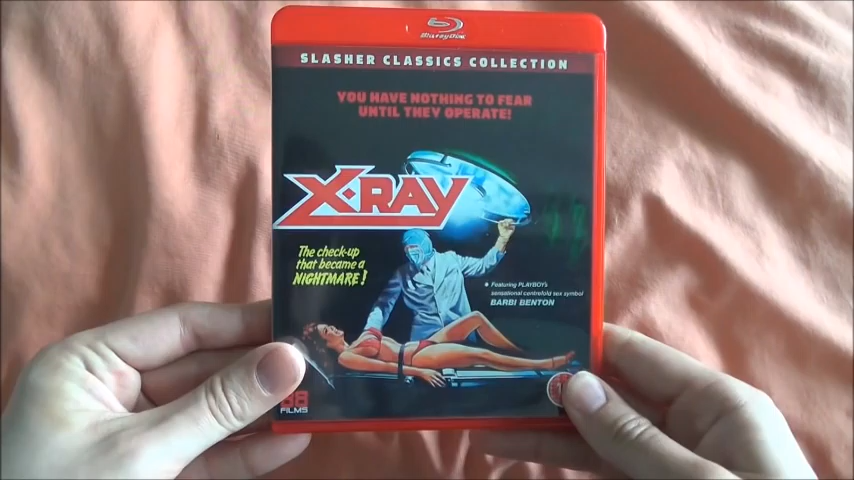 Blu-ray Disc
SLASHER CLASSICS COLLECTION
YOU HAVE NOTHING TO FEAR
UNTIL THEY OPERATE!
X-RAY
The check-up
that became a
NIGHTMARE!
Featuring PLAYBOY's
sensational centrefold sex symbol
BARBI BENTON
88
FILMS